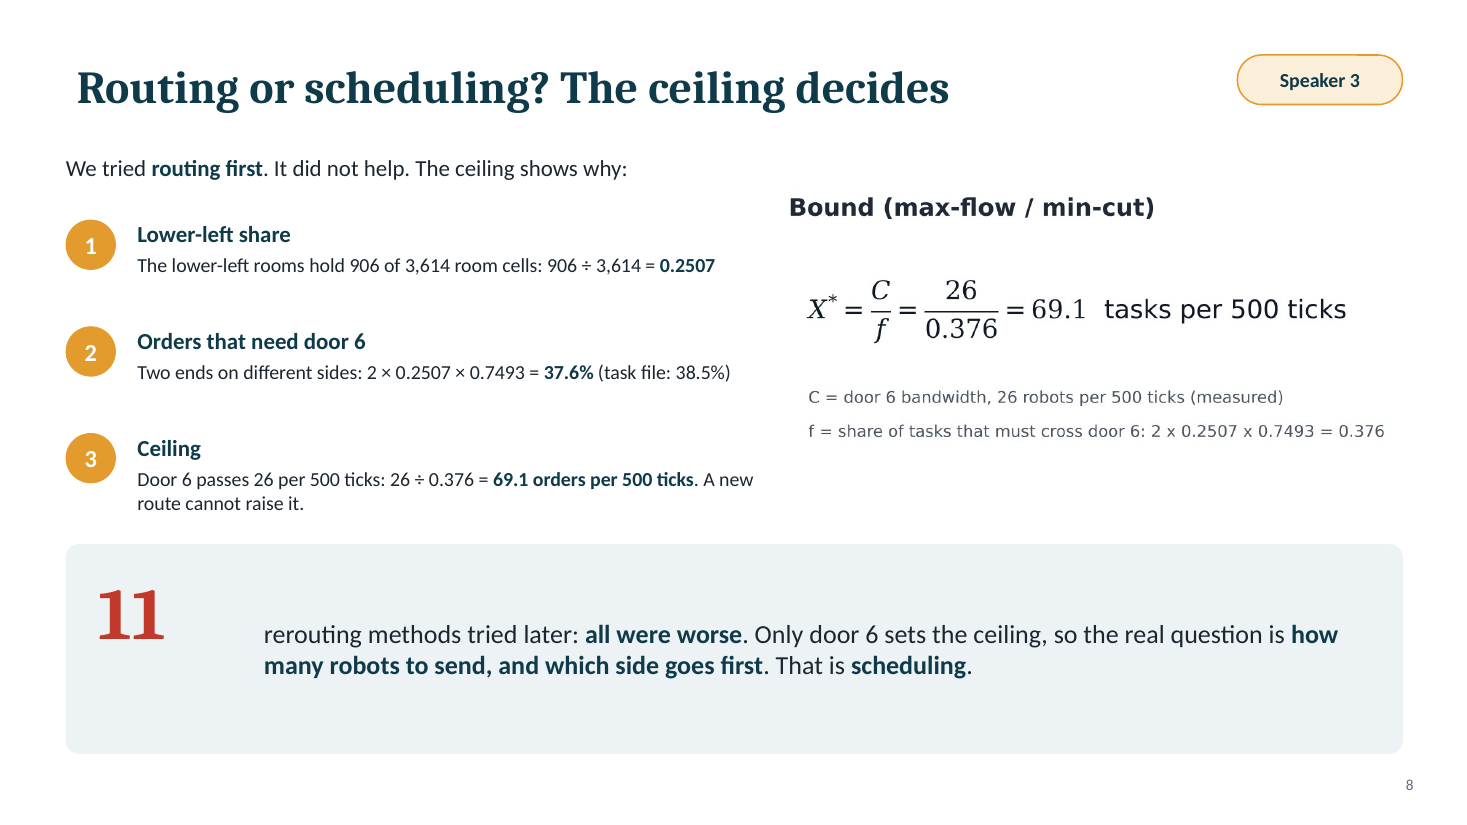 Routing or scheduling? The ceiling decides
Speaker 3
We tried routing first. It did not help. The ceiling shows why:
1
Lower-left share
The lower-left rooms hold 906 of 3,614 room cells: 906 ÷ 3,614 = 0.2507
2
Orders that need door 6
Two ends on different sides: 2 × 0.2507 × 0.7493 = 37.6% (task file: 38.5%)
3
Ceiling
Door 6 passes 26 per 500 ticks: 26 ÷ 0.376 = 69.1 orders per 500 ticks. A new
route cannot raise it.
Bound (max-flow / min-cut)
X* = C/f = 26/0.376 = 69.1 tasks per 500 ticks
C = door 6 bandwidth, 26 robots per 500 ticks (measured)
f = share of tasks that must cross door 6: 2 x 0.2507 x 0.7493 = 0.376
11
rerouting methods tried later: all were worse. Only door 6 sets the ceiling, so the real question is how
many robots to send, and which side goes first. That is scheduling.
8